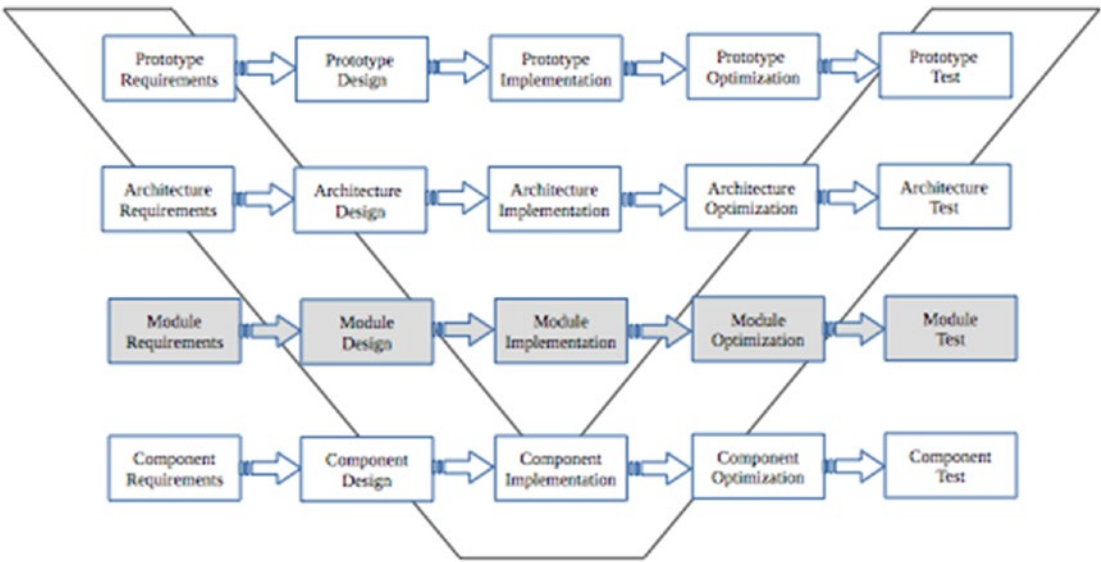 Prototype
Requirements
Prototype
Design
Prototype
Implementation
Prototype
Optimization
Prototype
Test
Architecture
Requirements
Architecture
Design
Architecture
Implementation
Architecture
Optimization
Architecture
Test
Module
Requirements
Module
Design
Module
Implementation
Module
Optimization
Module
Test
Component
Requirements
Component
Design
Component
Implementation
Component
Optimization
Component
Test